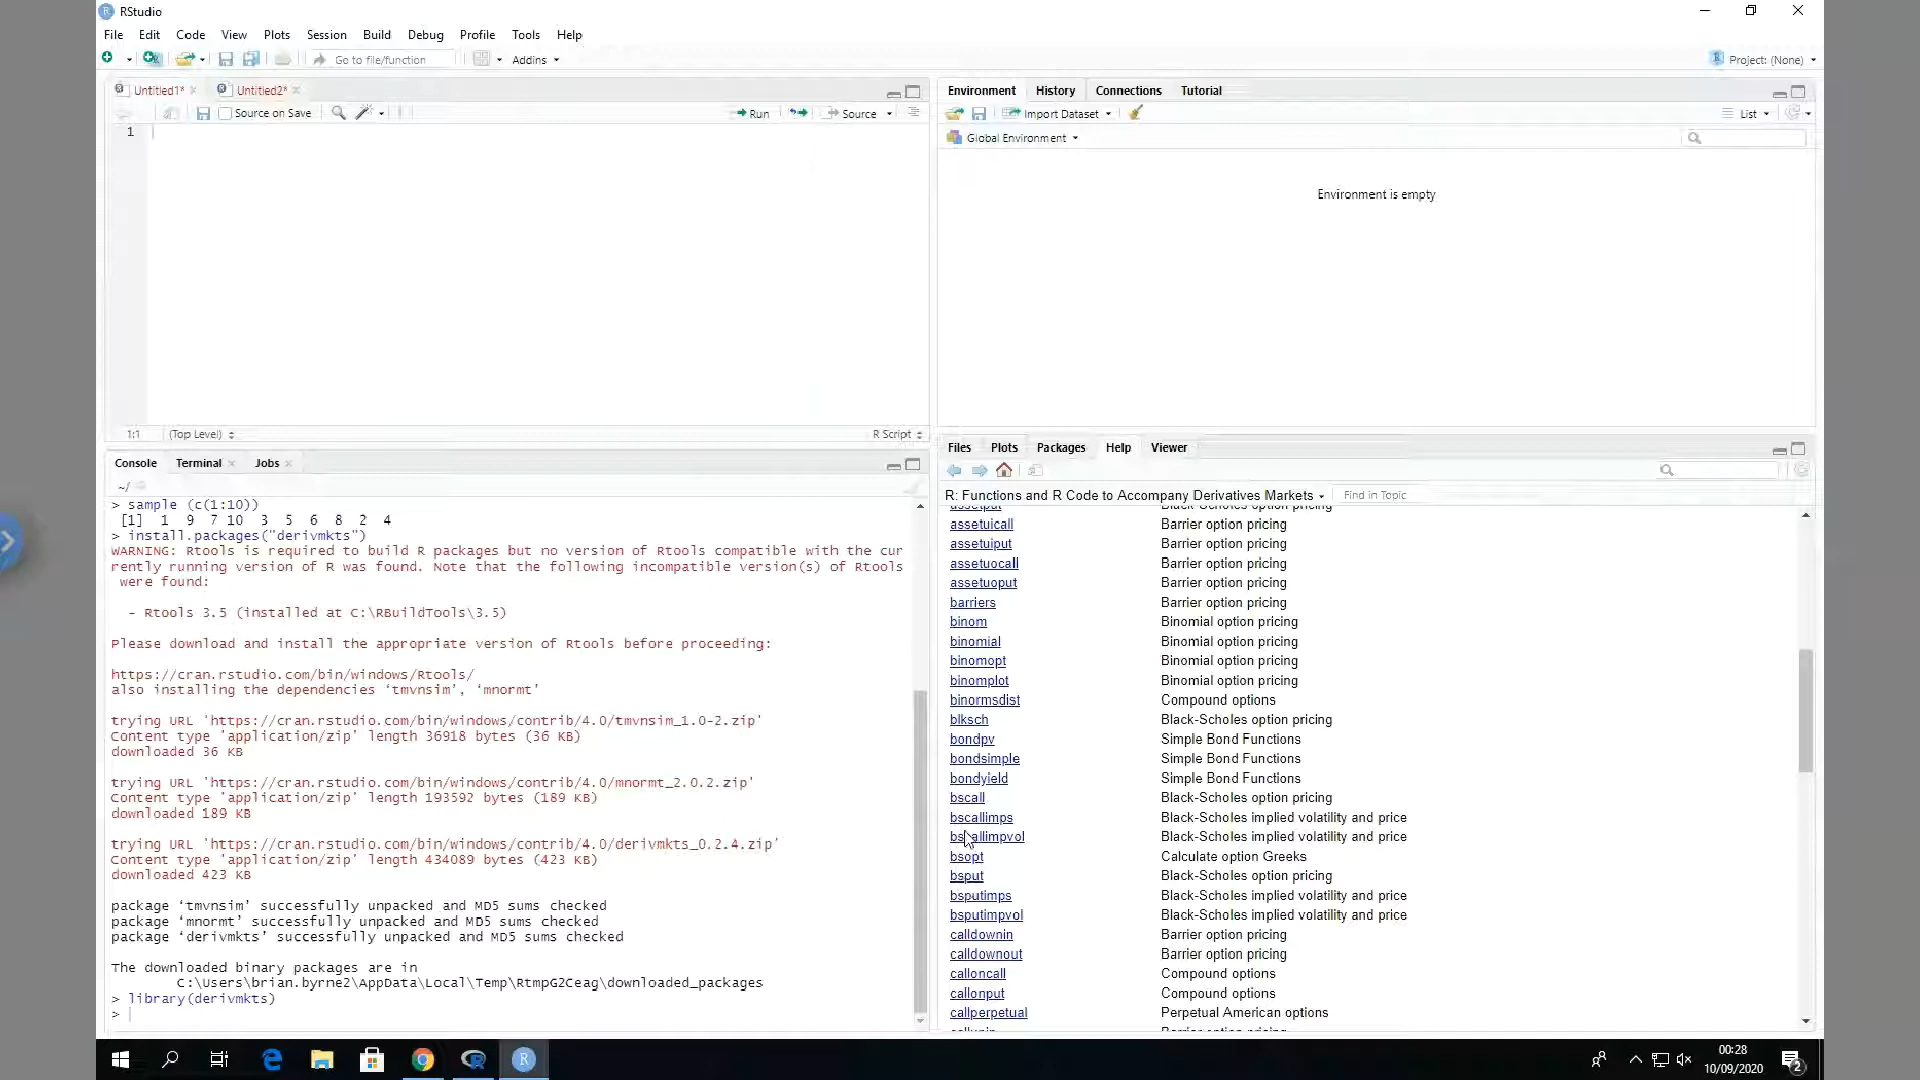 RStudio
File Edit Code View Plots Session Build Debug Profile Tools Help
Go to file/function Addins Project: (None)
Untitled1* Untitled2*
Source on Save Run Source
1
1:1 (Top Level) R Script
Console Terminal Jobs
~/
> sample (c(1:10))
[1] 1 9 7 10 3 5 6 8 2 4
> install.packages("derivmkts")
WARNING: Rtools is required to build R packages but no version of Rtools compatible with the cur
rently running version of R was found. Note that the following incompatible version(s) of Rtools
were found:
- Rtools 3.5 (installed at C:\RBuildTools\3.5)
Please download and install the appropriate version of Rtools before proceeding:
https://cran.rstudio.com/bin/windows/Rtools/
also installing the dependencies ‘tmvnsim’, ‘mnormt’
trying URL 'https://cran.rstudio.com/bin/windows/contrib/4.0/tmvnsim_1.0-2.zip'
Content type 'application/zip' length 36918 bytes (36 KB)
downloaded 36 KB
trying URL 'https://cran.rstudio.com/bin/windows/contrib/4.0/mnormt_2.0.2.zip'
Content type 'application/zip' length 193592 bytes (189 KB)
downloaded 189 KB
trying URL 'https://cran.rstudio.com/bin/windows/contrib/4.0/derivmkts_0.2.4.zip'
Content type 'application/zip' length 434089 bytes (423 KB)
downloaded 423 KB
package ‘tmvnsim’ successfully unpacked and MD5 sums checked
package ‘mnormt’ successfully unpacked and MD5 sums checked
package ‘derivmkts’ successfully unpacked and MD5 sums checked
The downloaded binary packages are in
C:\Users\brian.byrne2\AppData\Local\Temp\RtmpG2Ceag\downloaded_packages
> library(derivmkts)
>
Environment History Connections Tutorial
Import Dataset List
Global Environment
Environment is empty
Files Plots Packages Help Viewer
R: Functions and R Code to Accompany Derivatives Markets Find in Topic
assetput Black-Scholes option pricing
assetuicall Barrier option pricing
assetuiput Barrier option pricing
assetuocall Barrier option pricing
assetuoput Barrier option pricing
barriers Barrier option pricing
binom Binomial option pricing
binomial Binomial option pricing
binomopt Binomial option pricing
binomplot Binomial option pricing
binormsdist Compound options
blksch Black-Scholes option pricing
bondpv Simple Bond Functions
bondsimple Simple Bond Functions
bondyield Simple Bond Functions
bscall Black-Scholes option pricing
bscallimps Black-Scholes implied volatility and price
bscallimpvol Black-Scholes implied volatility and price
bsopt Calculate option Greeks
bsput Black-Scholes option pricing
bsputimps Black-Scholes implied volatility and price
bsputimpvol Black-Scholes implied volatility and price
calldownin Barrier option pricing
calldownout Barrier option pricing
calloncall Compound options
callonput Compound options
callperpetual Perpetual American options
callupin Barrier option pricing
00:28
10/09/2020
2